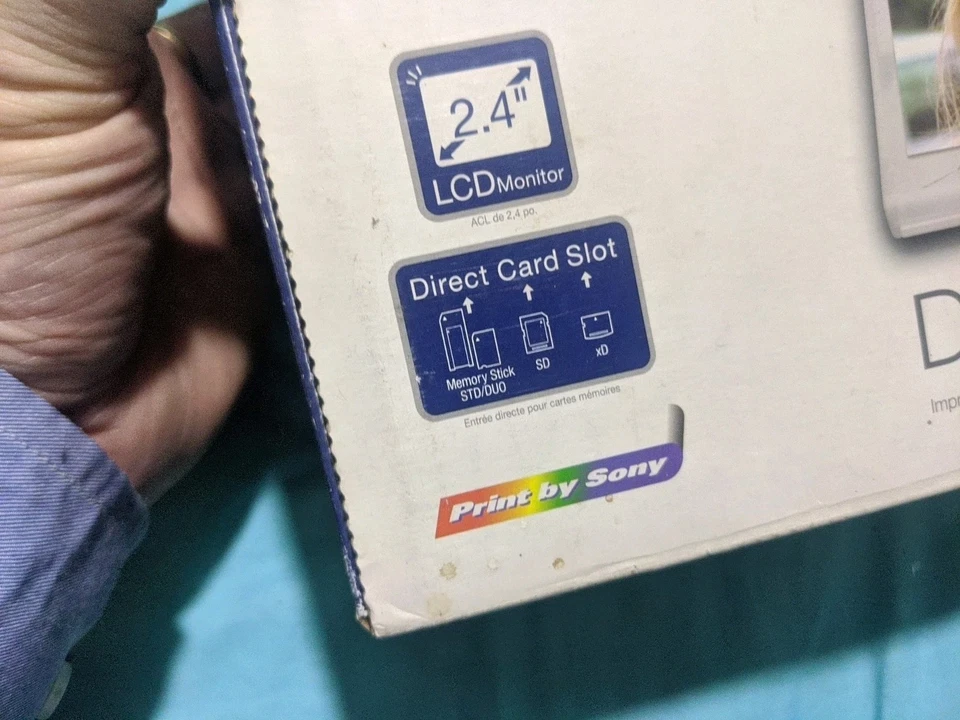 2.4"
LCD Monitor
ACL de 2,4 po.
Direct Card Slot
Memory Stick
STD/DUO
SD
xD
Entrée directe pour cartes mémoires
Print by Sony
D
Impr